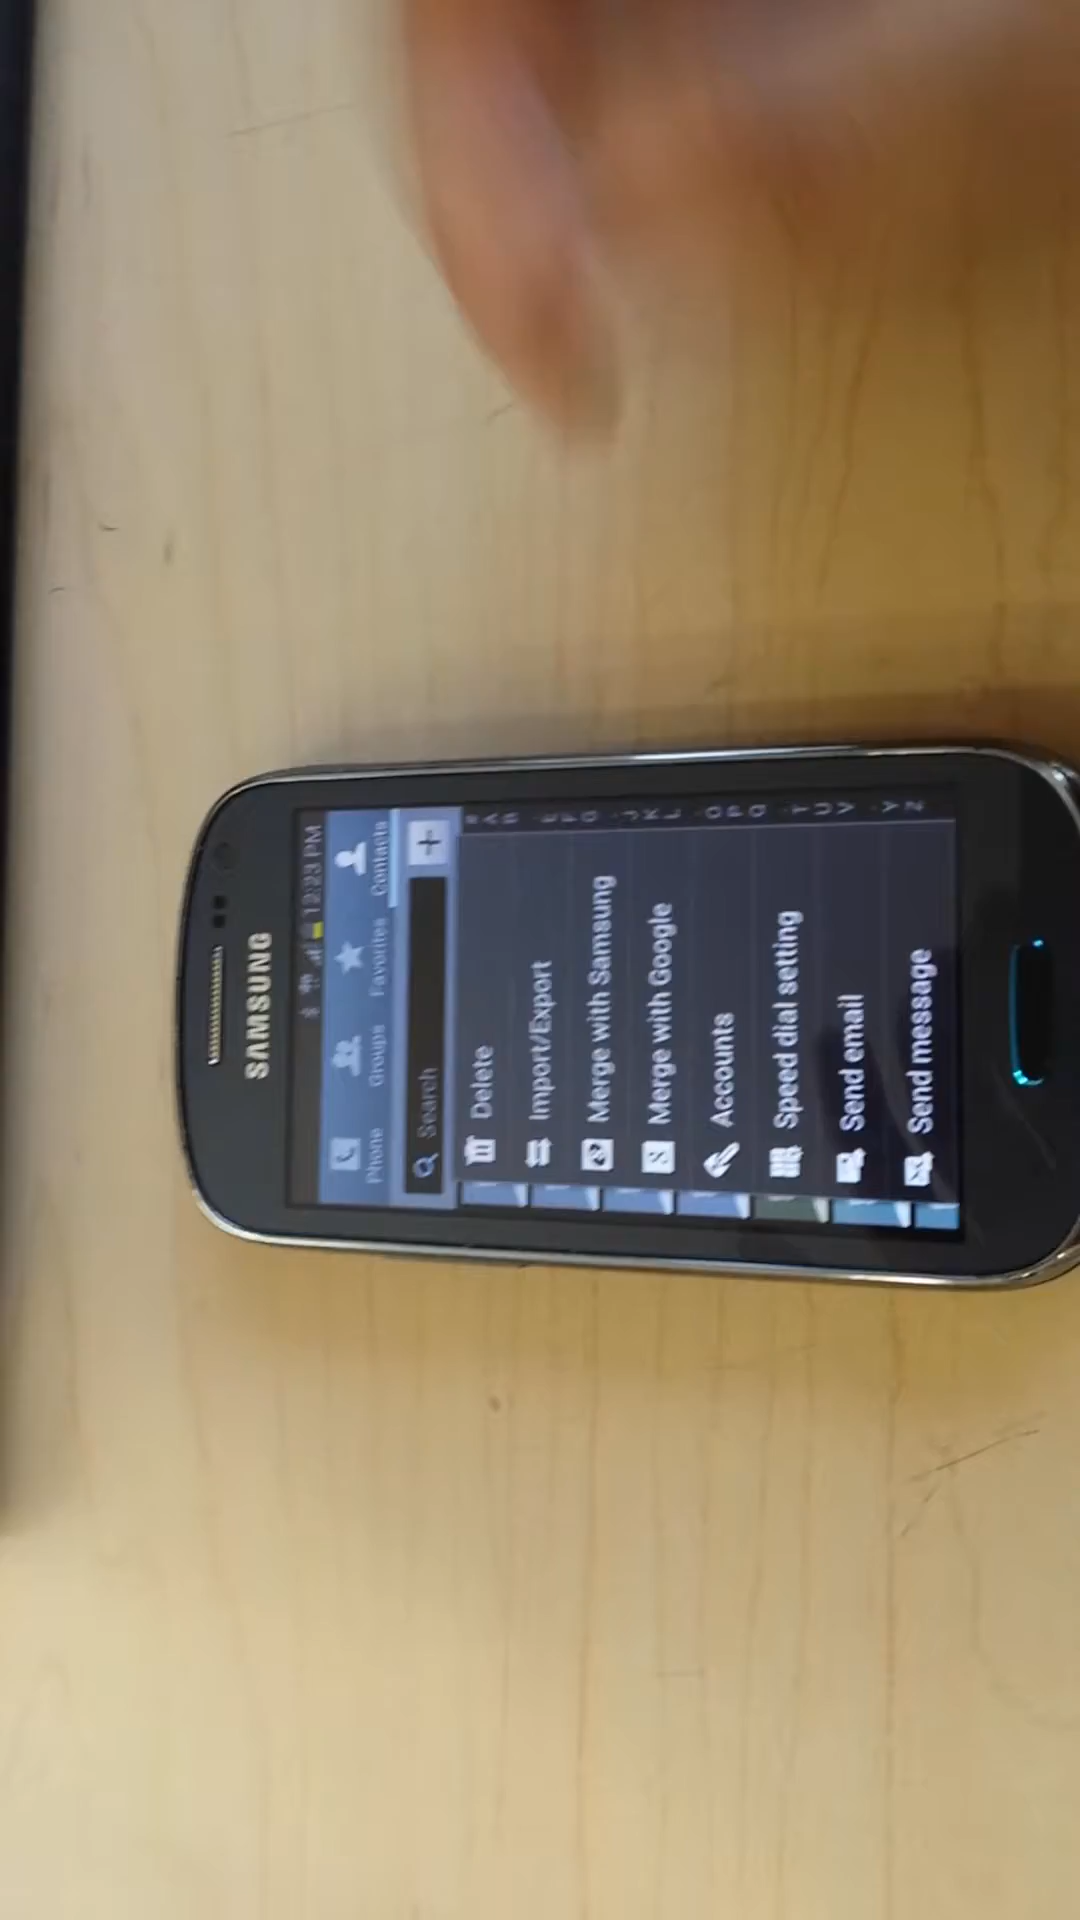 SAMSUNG
12:23 PM
Phone
Groups
Favorites
Contacts
Search
Delete
Import/Export
Merge with Samsung
Merge with Google
Accounts
Speed dial setting
Send email
Send message